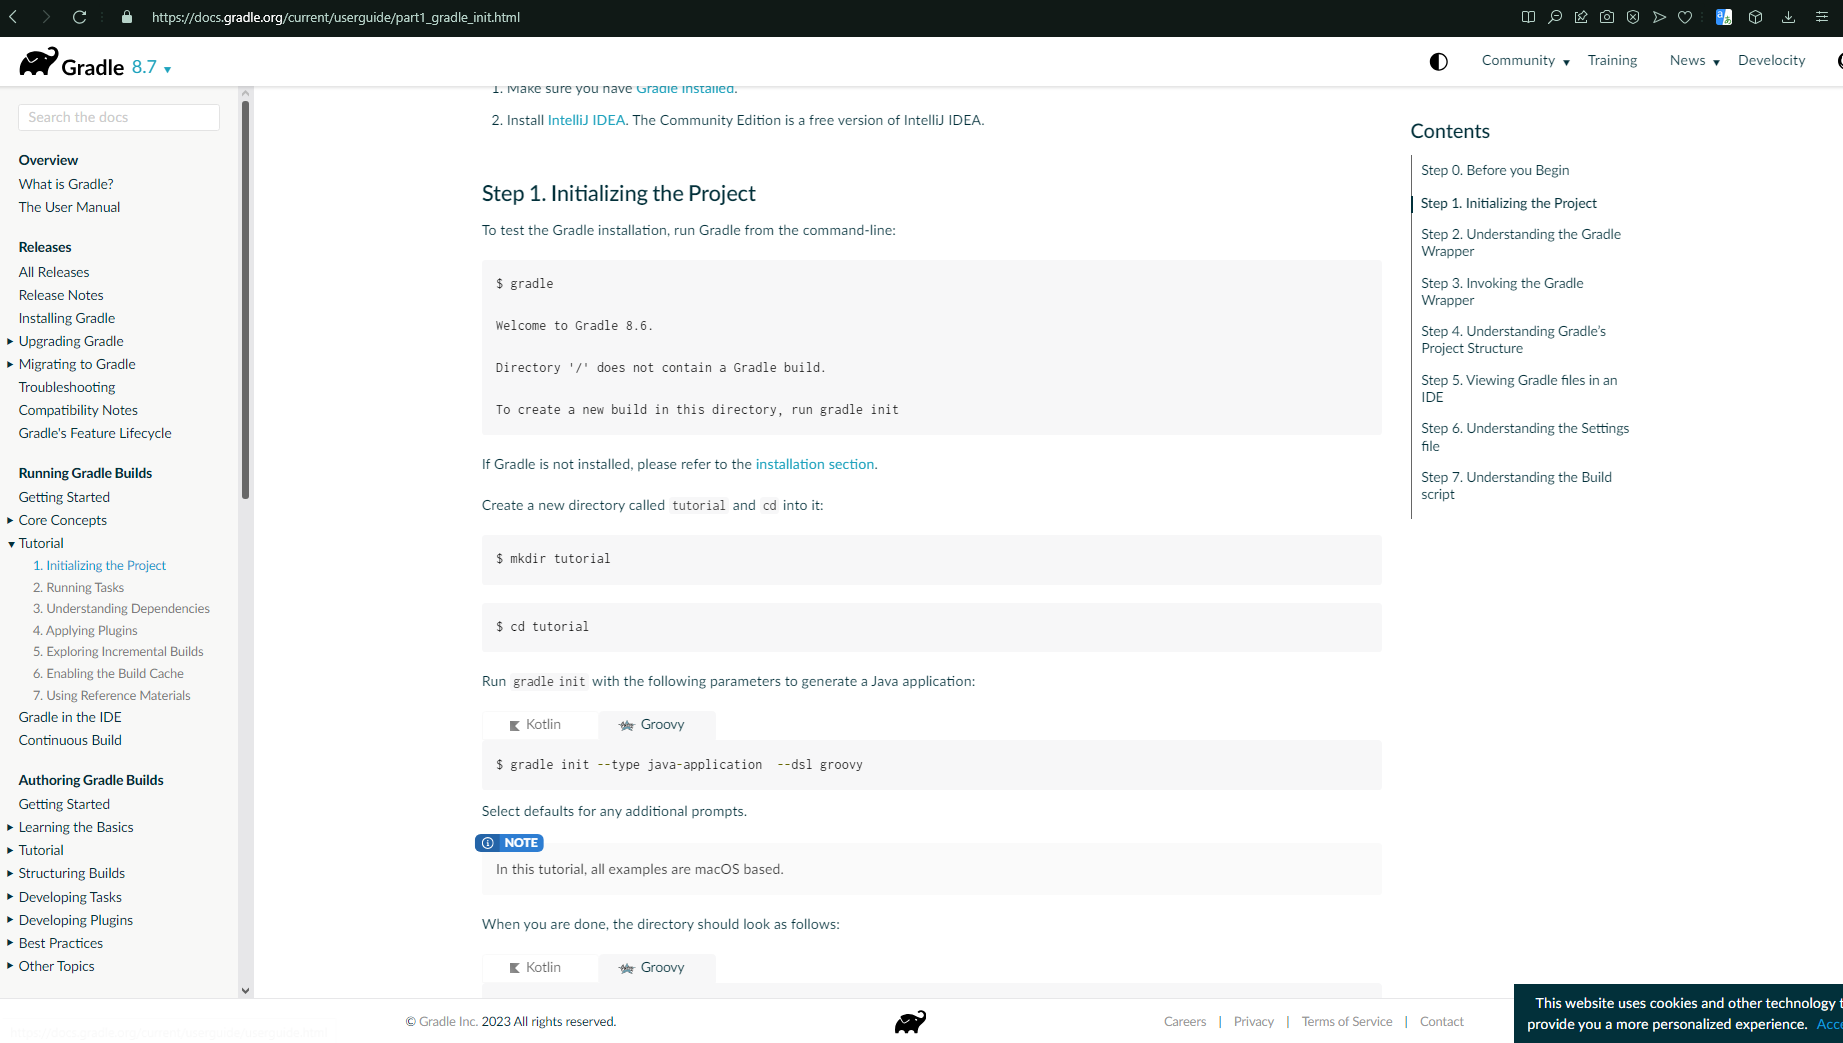 https://docs.gradle.org/current/userguide/part1_gradle_init.html
Gradle 8.7
Community
Training
News
Develocity
Search the docs
Overview
What is Gradle?
The User Manual
Releases
All Releases
Release Notes
Installing Gradle
Upgrading Gradle
Migrating to Gradle
Troubleshooting
Compatibility Notes
Gradle's Feature Lifecycle
Running Gradle Builds
Getting Started
Core Concepts
Tutorial
1. Initializing the Project
2. Running Tasks
3. Understanding Dependencies
4. Applying Plugins
5. Exploring Incremental Builds
6. Enabling the Build Cache
7. Using Reference Materials
Gradle in the IDE
Continuous Build
Authoring Gradle Builds
Getting Started
Learning the Basics
Tutorial
Structuring Builds
Developing Tasks
Developing Plugins
Best Practices
Other Topics
1. Make sure you have Gradle Installed.
2. Install IntelliJ IDEA. The Community Edition is a free version of IntelliJ IDEA.
Step 1. Initializing the Project
To test the Gradle installation, run Gradle from the command-line:
$ gradle
Welcome to Gradle 8.6.
Directory '/' does not contain a Gradle build.
To create a new build in this directory, run gradle init
If Gradle is not installed, please refer to the installation section.
Create a new directory called tutorial and cd into it:
$ mkdir tutorial
$ cd tutorial
Run gradle init with the following parameters to generate a Java application:
Kotlin
Groovy
$ gradle init --type java-application  --dsl groovy
Select defaults for any additional prompts.
NOTE
In this tutorial, all examples are macOS based.
When you are done, the directory should look as follows:
Kotlin
Groovy
Contents
Step 0. Before you Begin
Step 1. Initializing the Project
Step 2. Understanding the Gradle
Wrapper
Step 3. Invoking the Gradle
Wrapper
Step 4. Understanding Gradle's
Project Structure
Step 5. Viewing Gradle files in an
IDE
Step 6. Understanding the Settings
file
Step 7. Understanding the Build
script
© Gradle Inc. 2023 All rights reserved.
Careers | Privacy | Terms of Service | Contact
This website uses cookies and other technology
provide you a more personalized experience.